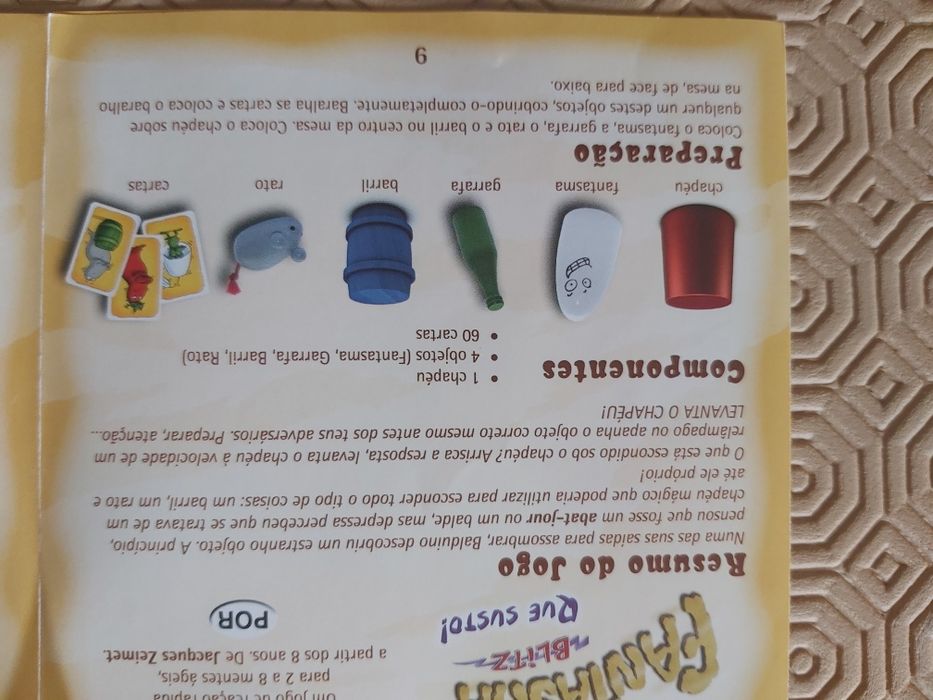 FANTASMA
BLITZ
QUE SUSTO!
Um jogo de reação rápida
para 2 a 8 mentes ágeis,
a partir dos 8 anos. De Jacques Zeimet.
POR
Resumo do Jogo
Numa das suas saídas para assombrar, Balduino descobriu um estranho objeto. A princípio,
pensou que fosse um abat-jour ou um balde, mas depressa percebeu que se tratava de um
chapéu mágico que poderia utilizar para esconder todo o tipo de coisas: um barril, um rato e
até ele próprio!
O que está escondido sob o chapéu? Arrisca a resposta, levanta o chapéu à velocidade de um
relâmpago ou apanha o objeto correto mesmo antes dos teus adversários. Preparar, atenção...
LEVANTA O CHAPÉU!
Componentes
• 1 chapéu
• 4 objetos (Fantasma, Garrafa, Barril, Rato)
• 60 cartas
chapéu fantasma garrafa barril rato cartas
Preparação
Coloca o fantasma, a garrafa, o rato e o barril no centro da mesa. Coloca o chapéu sobre
qualquer um destes objetos, cobrindo-o completamente. Baralha as cartas e coloca o baralho
na mesa, de face para baixo.
9